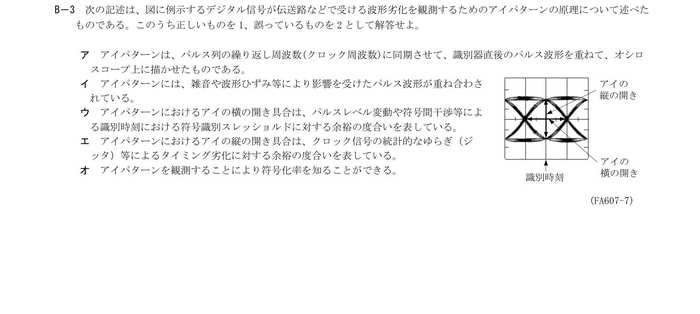 B－3　次の記述は、図に例示するデジタル信号が伝送路などで受ける波形劣化を観測するためのアイパターンの原理について述べた
ものである。このうち正しいものを 1、誤っているものを 2 として解答せよ。
ア　アイパターンは、パルス列の繰り返し周波数(クロック周波数)に同期させて、識別器直後のパルス波形を重ねて、オシロ
スコープ上に描かせたものである。
イ　アイパターンには、雑音や波形ひずみ等により影響を受けたパルス波形が重ね合わさ
れている。
ウ　アイパターンにおけるアイの横の開き具合は、パルスレベル変動や符号間干渉等によ
る識別時刻における符号識別スレッショルドに対する余裕の度合いを表している。
エ　アイパターンにおけるアイの縦の開き具合は、クロック信号の統計的なゆらぎ（ジ
ッタ）等によるタイミング劣化に対する余裕の度合いを表している。
オ　アイパターンを観測することにより符号化率を知ることができる。
アイの
縦の開き
アイの
横の開き
識別時刻
(FA607-7)